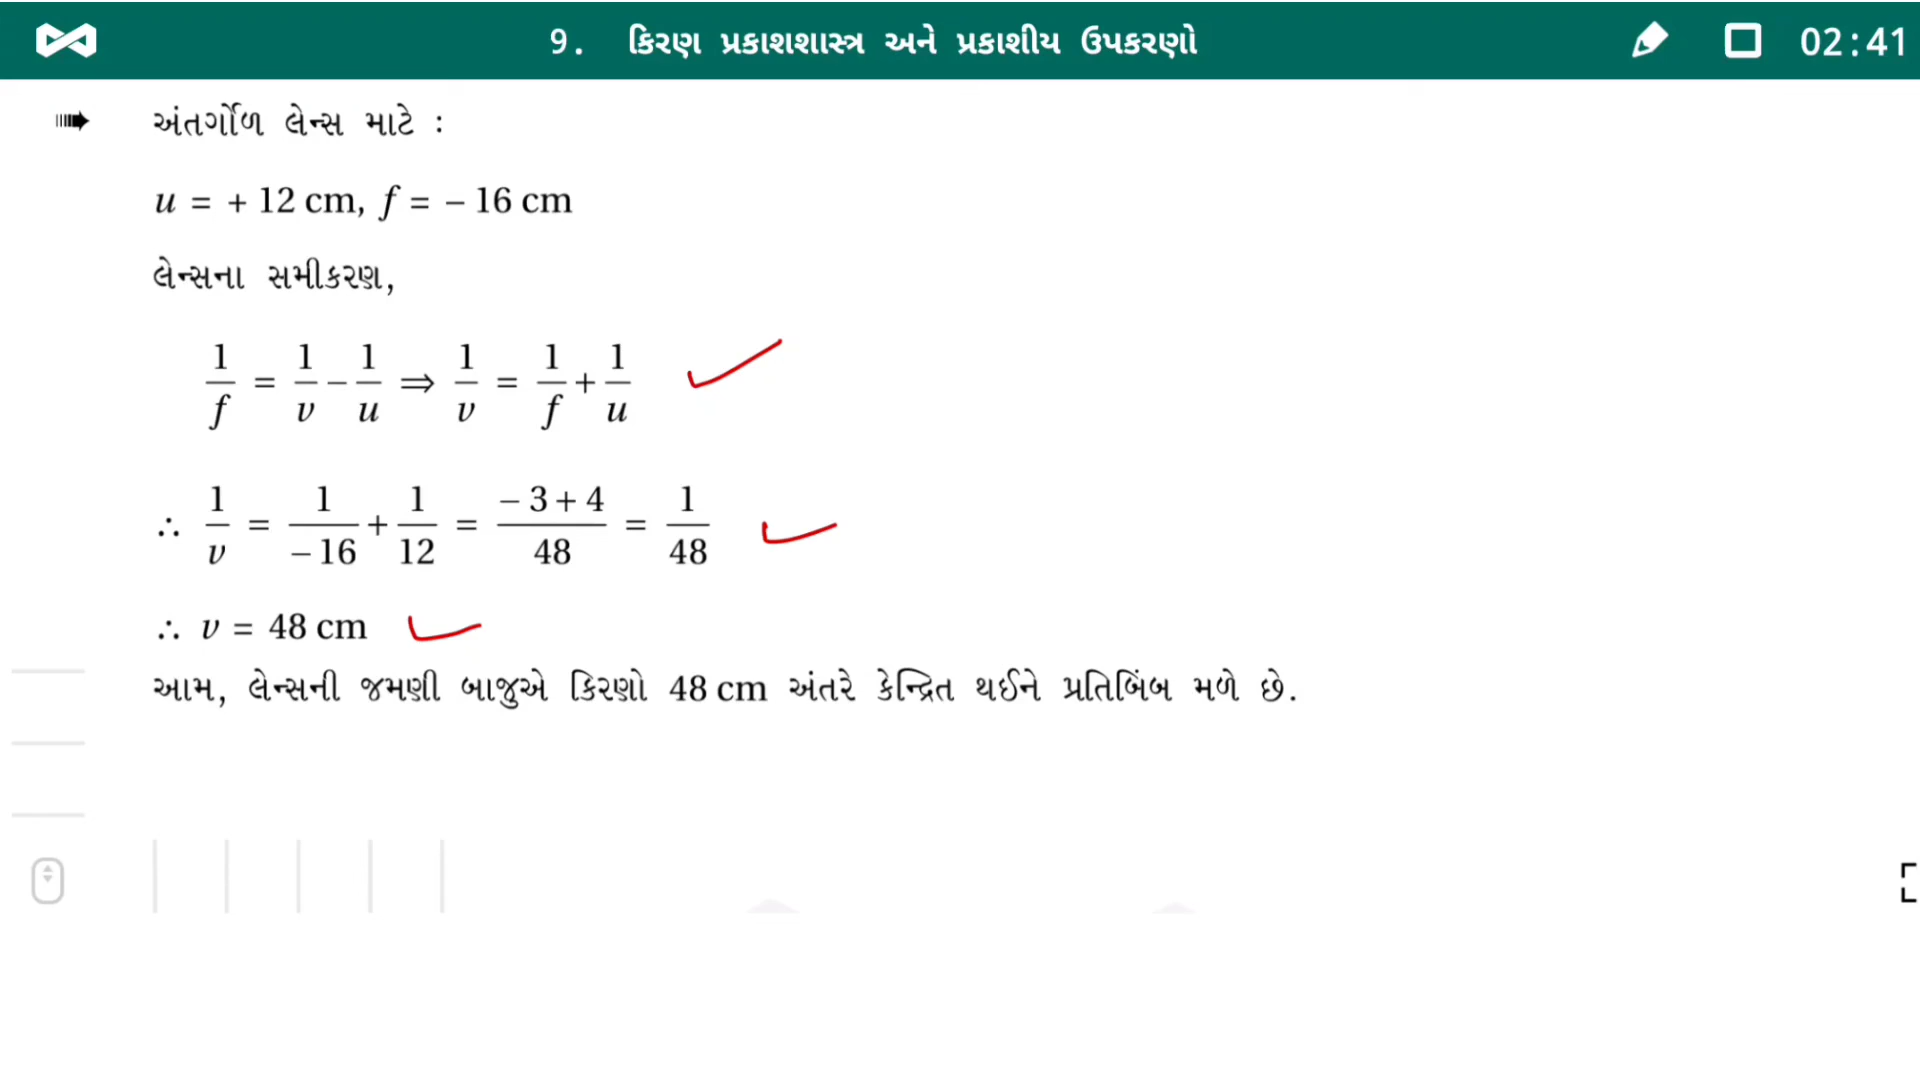 9. કિરણ પ્રકાશશાસ્ત્ર અને પ્રકાશીય ઉપકરણો 02:41
અંતર્ગોળ લેન્સ માટે :
u = + 12 cm, f = – 16 cm
લેન્સના સમીકરણ,
1/f = 1/v – 1/u ⇒ 1/v = 1/f + 1/u
∴ 1/v = 1/– 16 + 1/12 = – 3 + 4/48 = 1/48
∴ v = 48 cm
આમ, લેન્સની જમણી બાજુએ કિરણો 48 cm અંતરે કેન્દ્રિત થઈને પ્રતિબિંબ મળે છે.